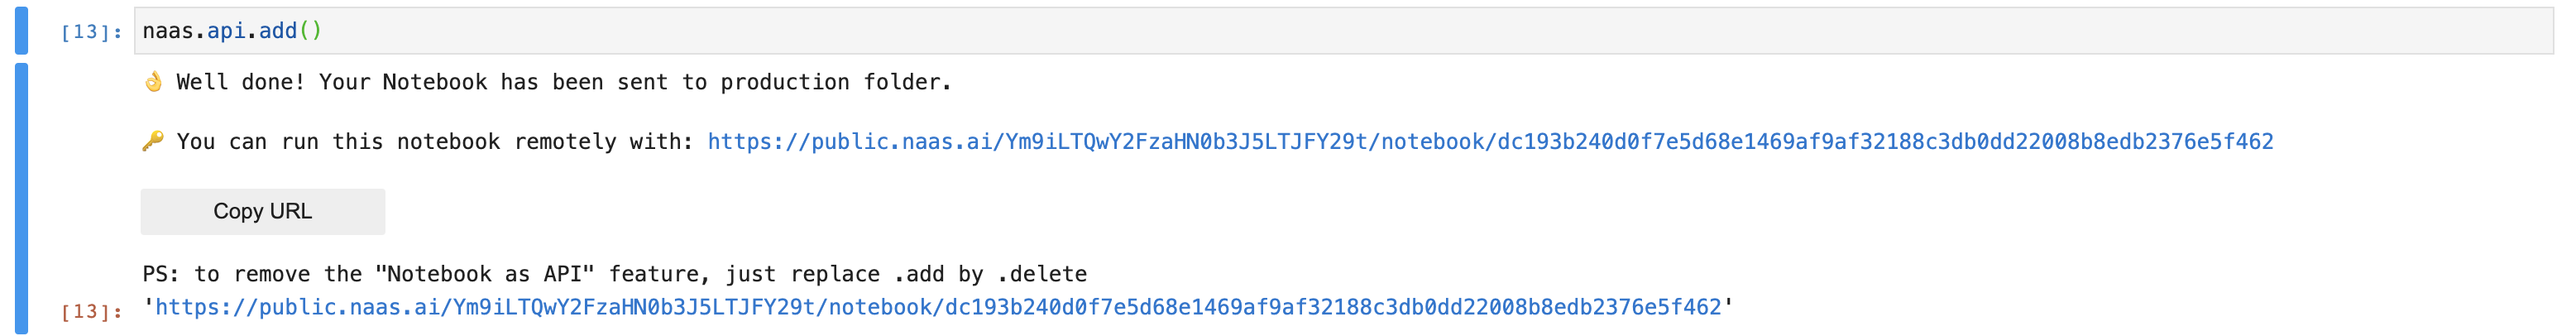 [13]: naas.api.add()
👌 Well done! Your Notebook has been sent to production folder.
🔑 You can run this notebook remotely with: https://public.naas.ai/Ym9iLTQwY2FzaHN0b3J5LTJFY29t/notebook/dc193b240d0f7e5d68e1469af9af32188c3db0dd22008b8edb2376e5f462
Copy URL
PS: to remove the "Notebook as API" feature, just replace .add by .delete
[13]: 'https://public.naas.ai/Ym9iLTQwY2FzaHN0b3J5LTJFY29t/notebook/dc193b240d0f7e5d68e1469af9af32188c3db0dd22008b8edb2376e5f462'